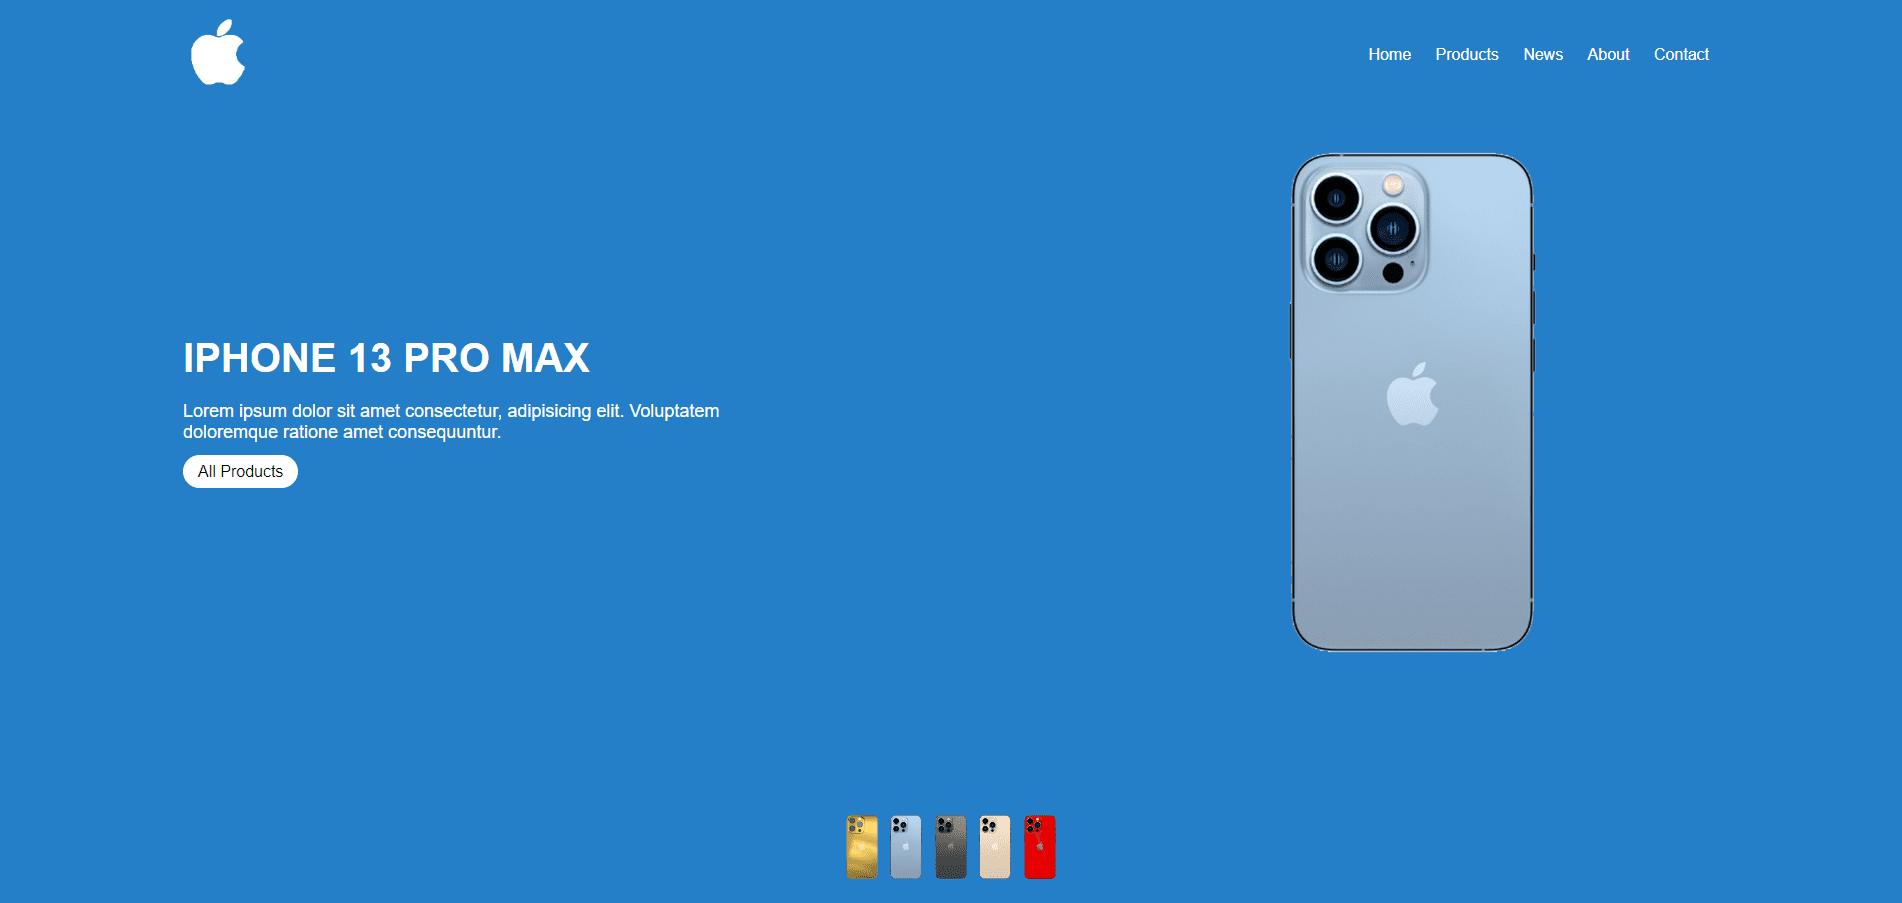 Home Products News About Contact
IPHONE 13 PRO MAX
Lorem ipsum dolor sit amet consectetur, adipisicing elit. Voluptatem
doloremque ratione amet consequuntur.
All Products